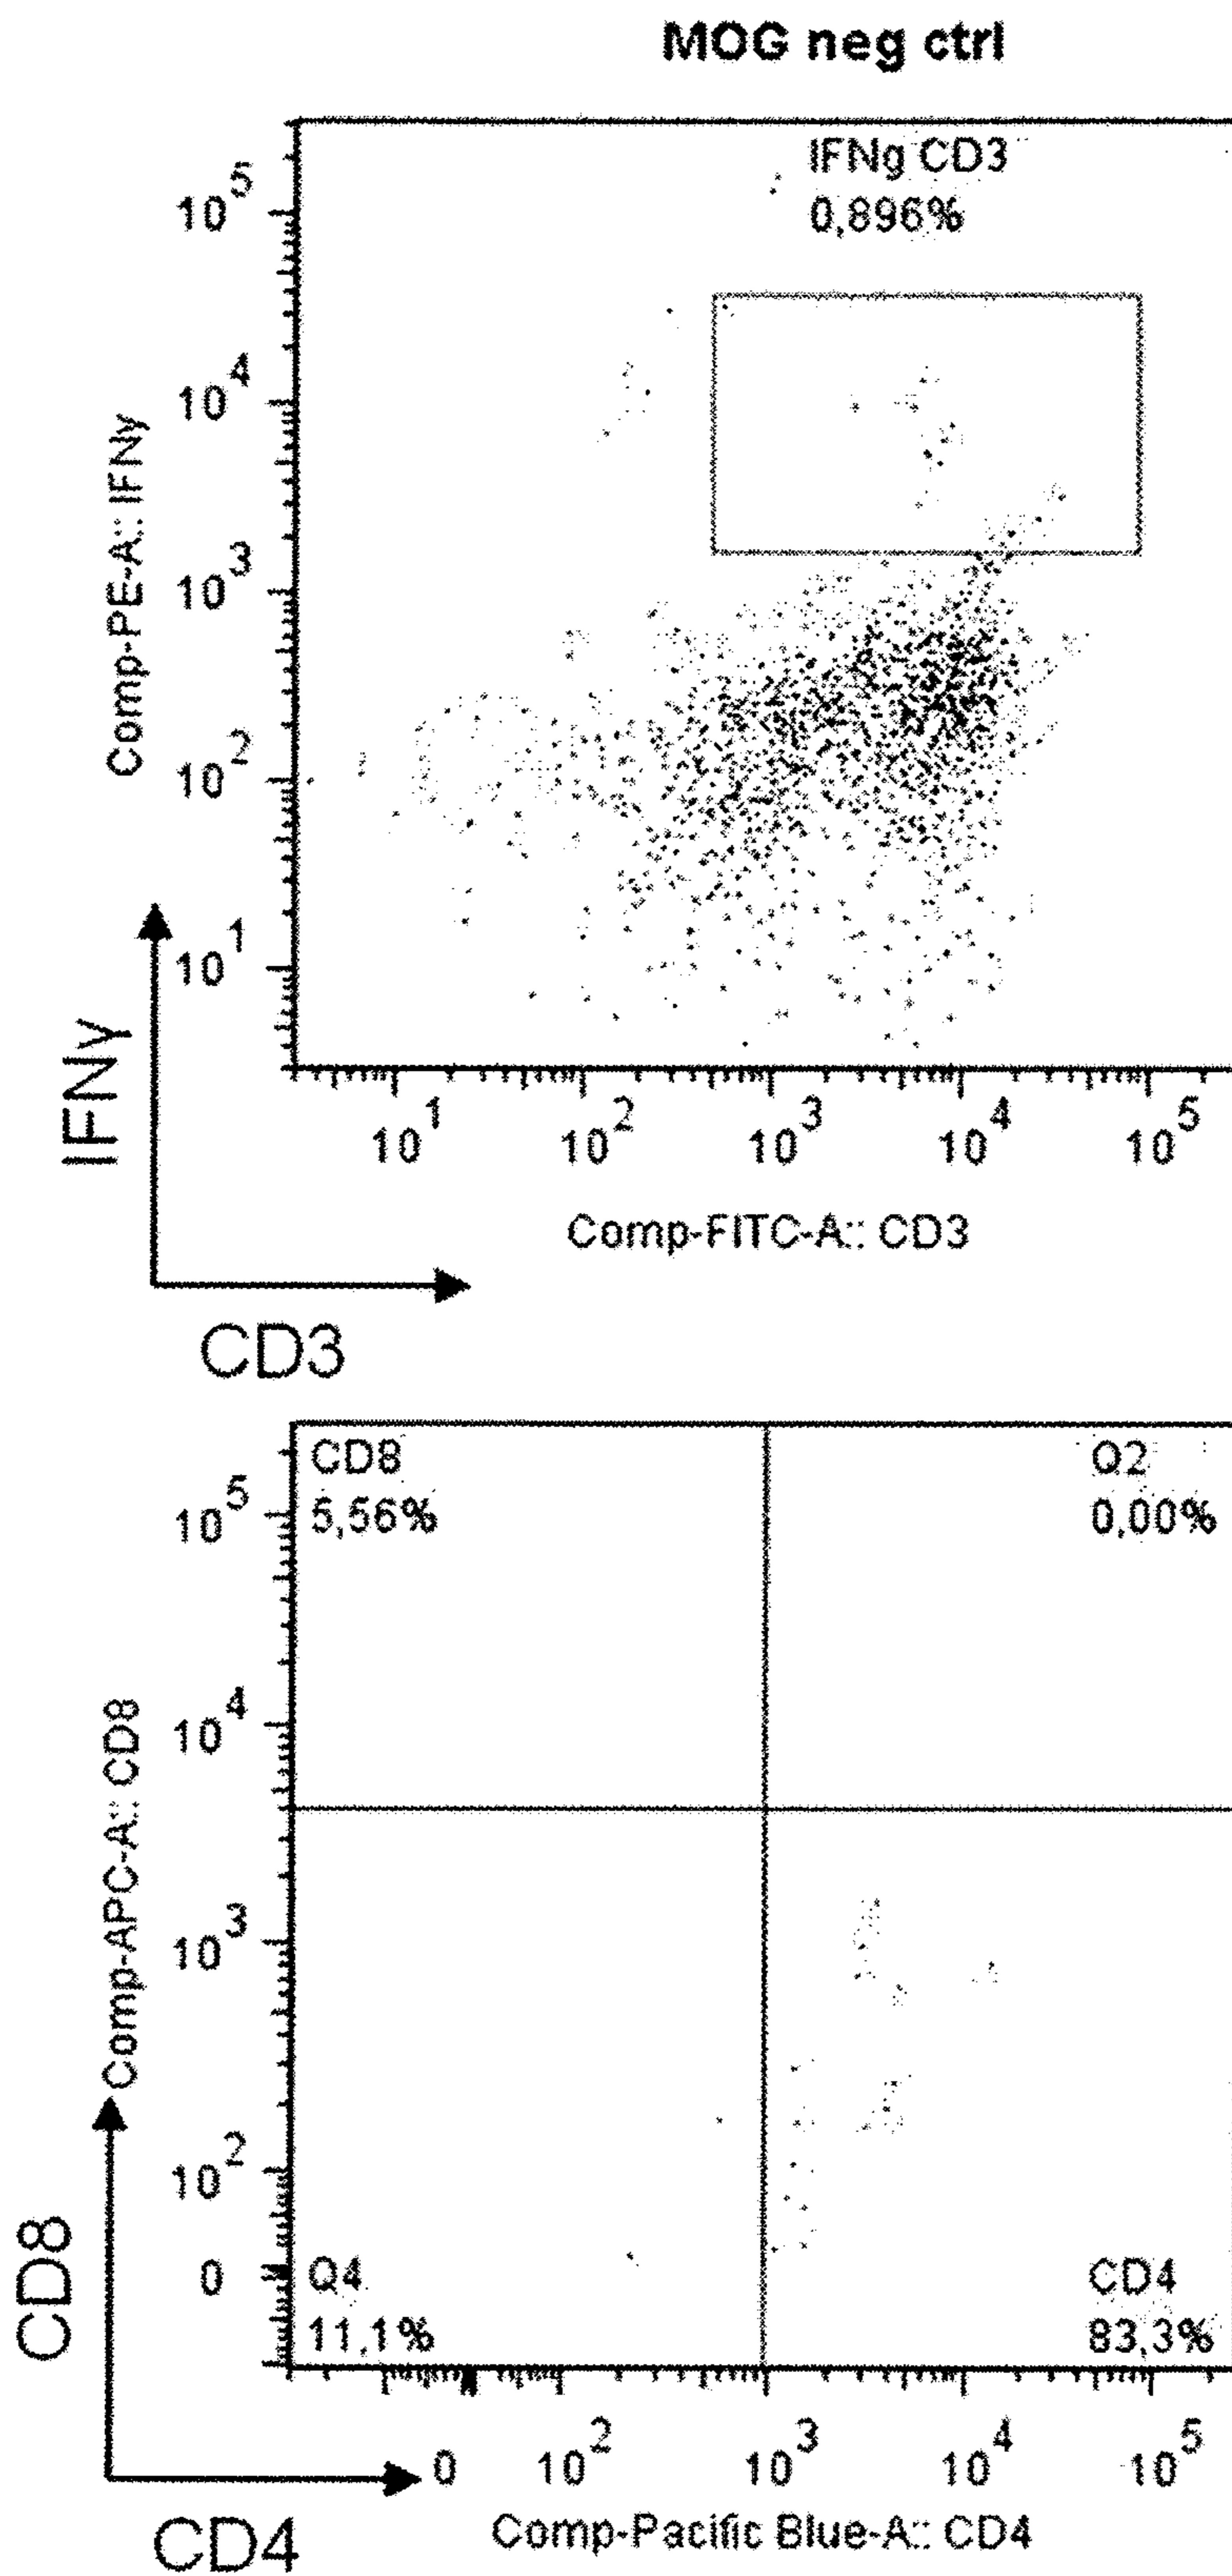 MOG neg ctrl
IFNg CD3
0,896%
10^5
10^4
10^3
10^2
10^1
Comp-PE-A:: IFNγ
IFNγ
10^1 10^2 10^3 10^4 10^5
Comp-FITC-A:: CD3
CD3
CD8
5,56%
Q2
0,00%
10^5
10^4
10^3
10^2
0
Comp-APC-A:: CD8
CD8
Q4
11,1%
CD4
83,3%
0 10^2 10^3 10^4 10^5
Comp-Pacific Blue-A:: CD4
CD4